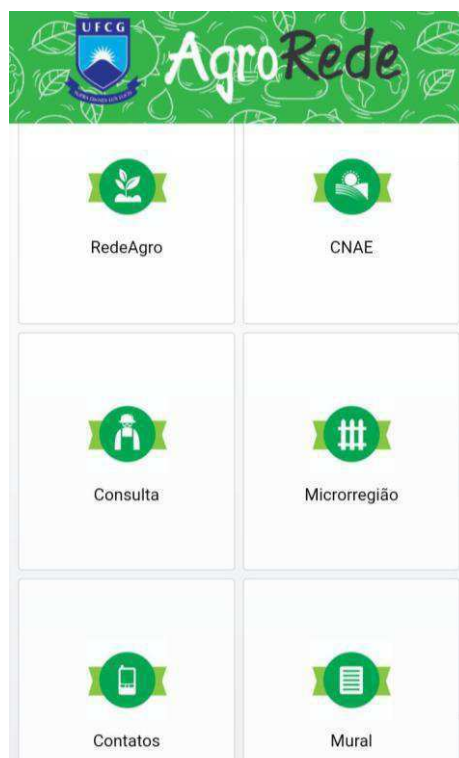 UFCG
AgroRede
RedeAgro
CNAE
Consulta
Microrregião
Contatos
Mural